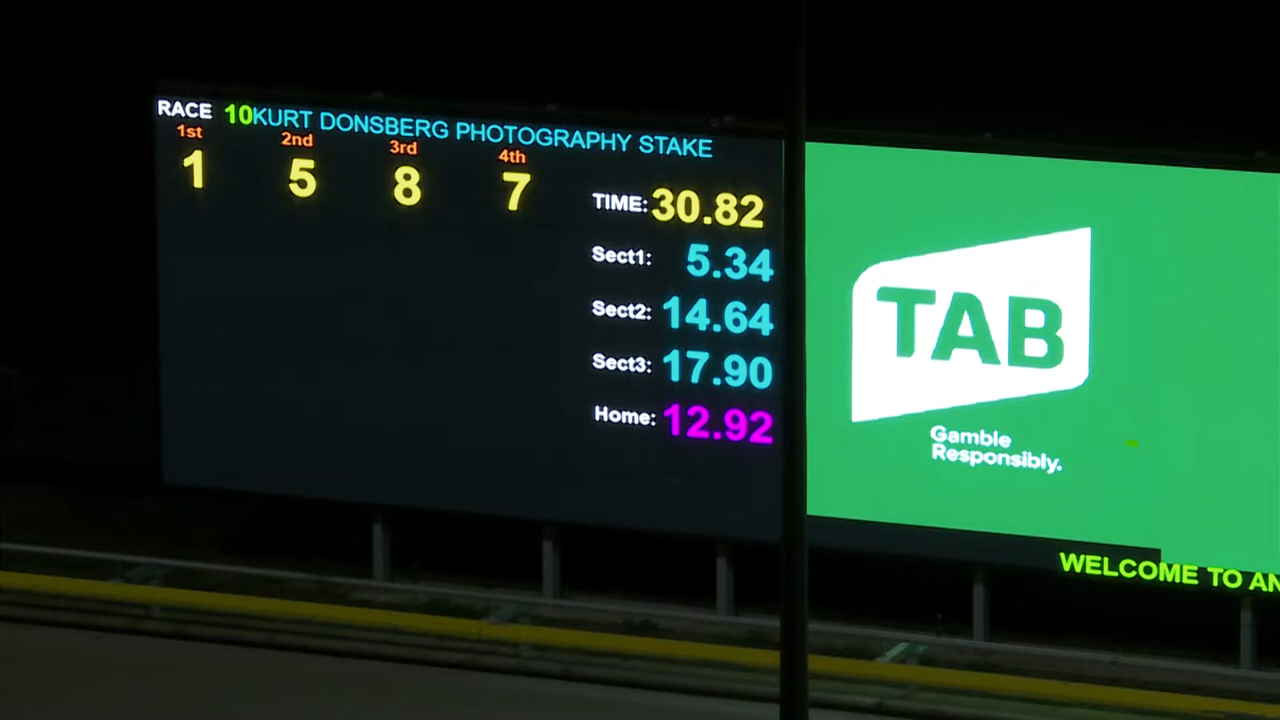 RACE 10KURT DONSBERG PHOTOGRAPHY STAKE
1st 2nd 3rd 4th
1 5 8 7
TIME: 30.82
Sect1: 5.34
Sect2: 14.64
Sect3: 17.90
Home: 12.92
TAB
Gamble
Responsibly.
WELCOME TO AN